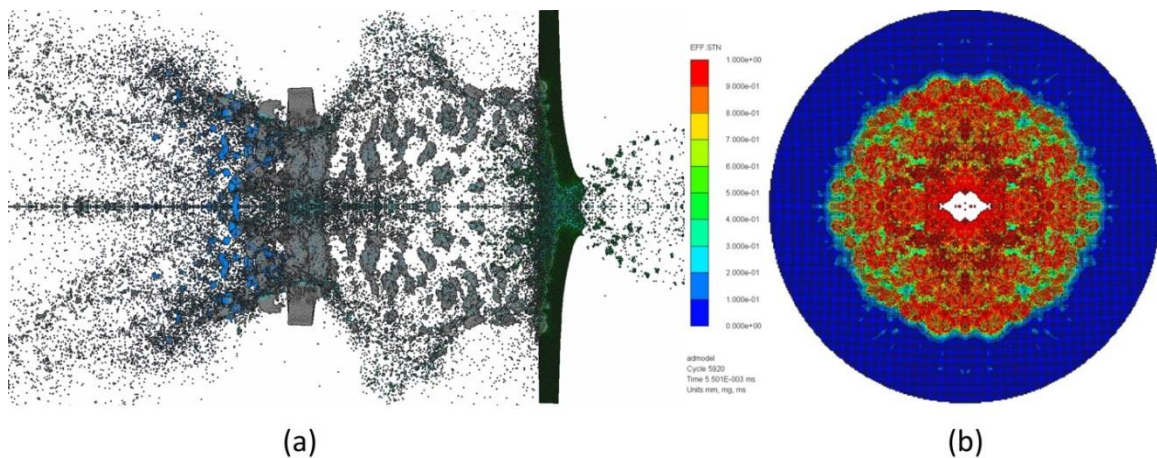 EFF.STN
1.000e+00
9.000e-01
8.000e-01
7.000e-01
6.000e-01
5.000e-01
4.000e-01
3.000e-01
2.000e-01
1.000e-01
0.000e+00
admodel
Cycle 5920
Time 5.501E-003 ms
Units mm, mg, ms
(a)
(b)